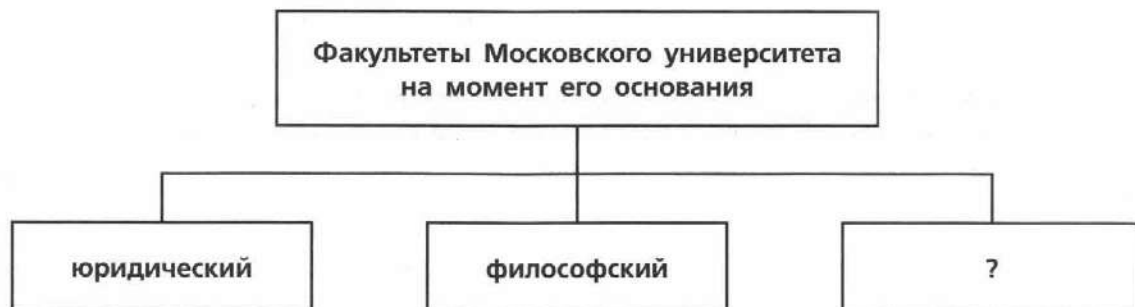 Факультеты Московского университета
на момент его основания
юридический
философский
?